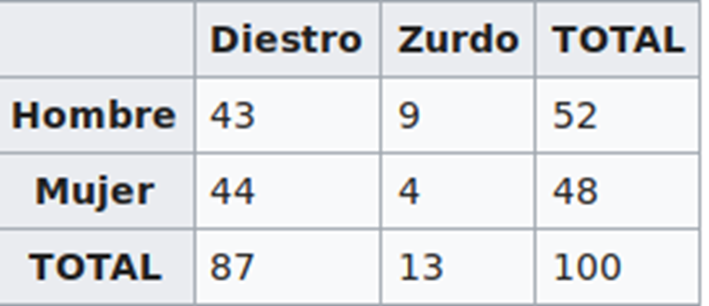 Diestro Zurdo TOTAL
Hombre 43 9 52
Mujer 44 4 48
TOTAL 87 13 100